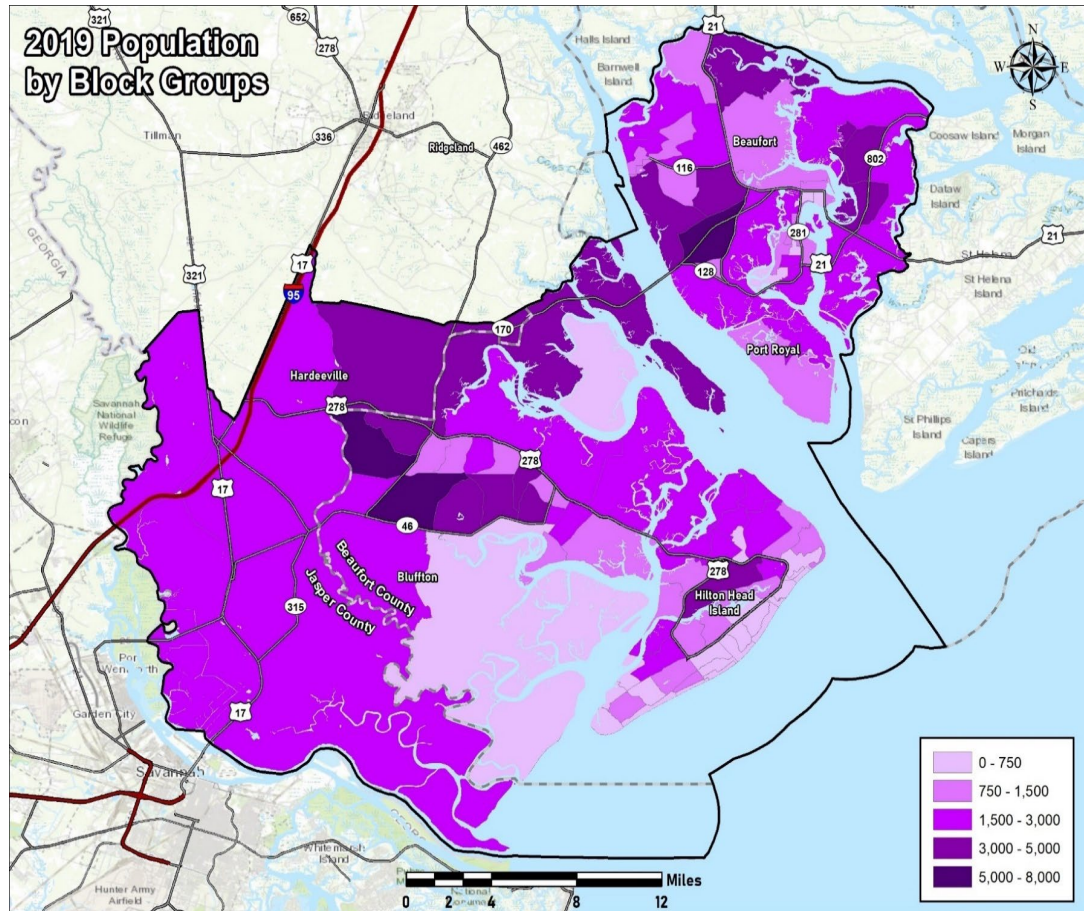 2019 Population
by Block Groups
321
652
278
21
Halls Island
Barnwell
Island
N
W
E
S
Tillman
336
Ridgeland
462
Coosaw Island
Morgan
Island
Beaufort
116
802
Dataw
Island
GEORGIA
281
21
21
St Helena
St Helena
Island
321
17
95
128
170
Port Royal
Hardeeville
278
Savannah
National
Wildlife
Refuge
St Phillips
Island
Capers
Island
Pritchards
Island
278
17
46
Bluffton
Beaufort County
Jasper County
315
278
Hilton Head
Island
Port
Wentworth
Garden City
17
Savannah
Whitemarsh
Island
Hunter Army
Airfield
0 - 750
750 - 1,500
1,500 - 3,000
3,000 - 5,000
5,000 - 8,000
Miles
0 2 4 8 12